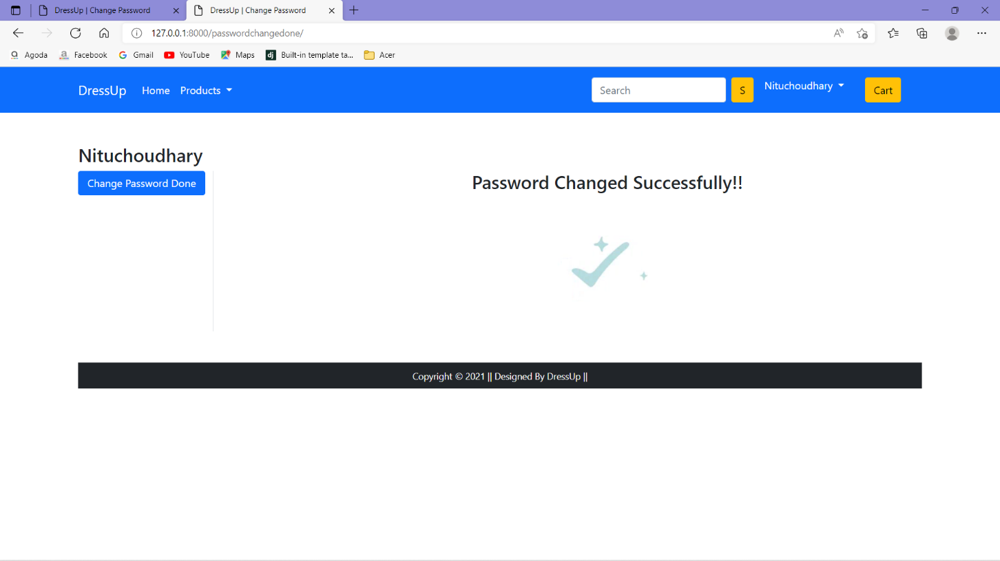 DressUp | Change Password
DressUp | Change Password
127.0.0.1:8000/passwordchangedone/
Agoda
Facebook
Gmail
YouTube
Maps
dj Built-in template ta...
Acer
DressUp
Home
Products
Search
S
Nituchoudhary
Cart
Nituchoudhary
Change Password Done
Password Changed Successfully!!
Copyright © 2021 || Designed By DressUp ||